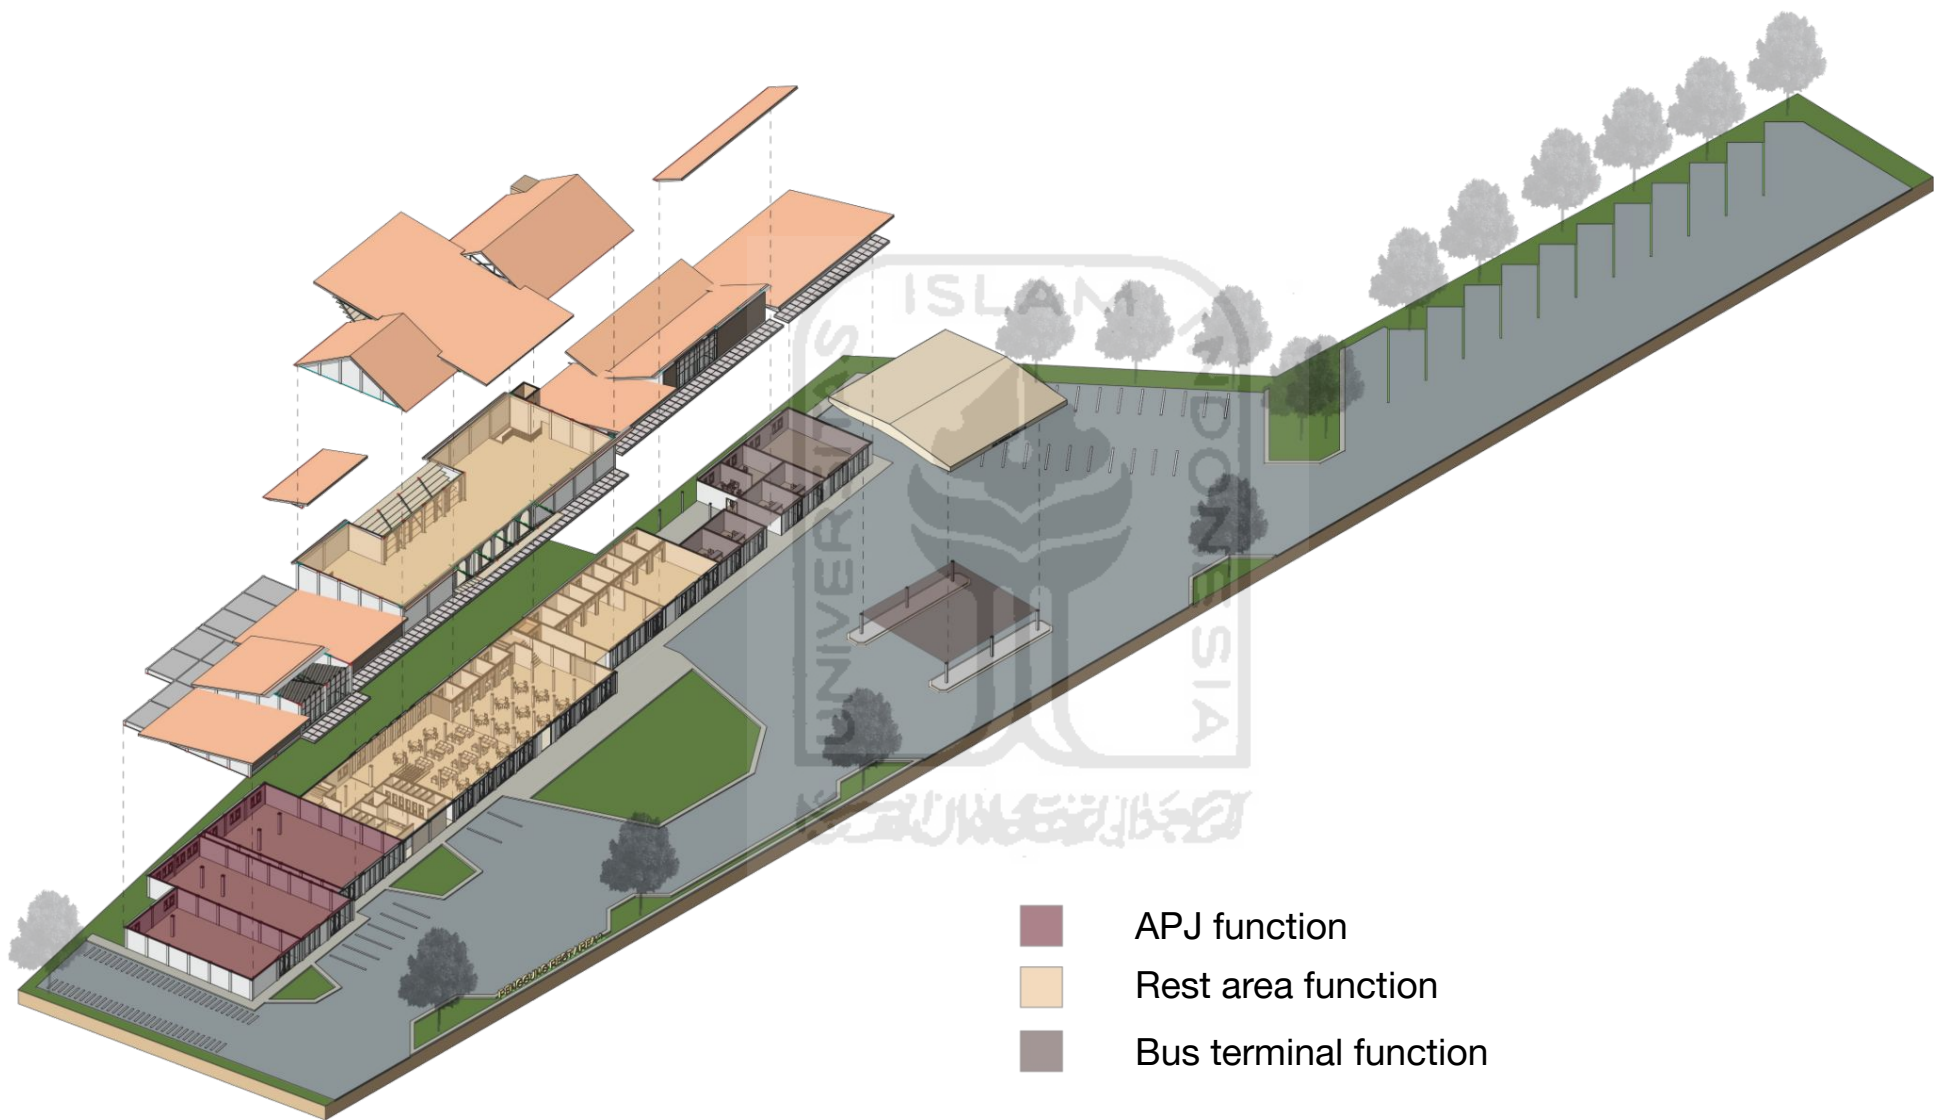 UNIVERSITAS
ISLAM
INDONESIA
APJ function
Rest area function
Bus terminal function